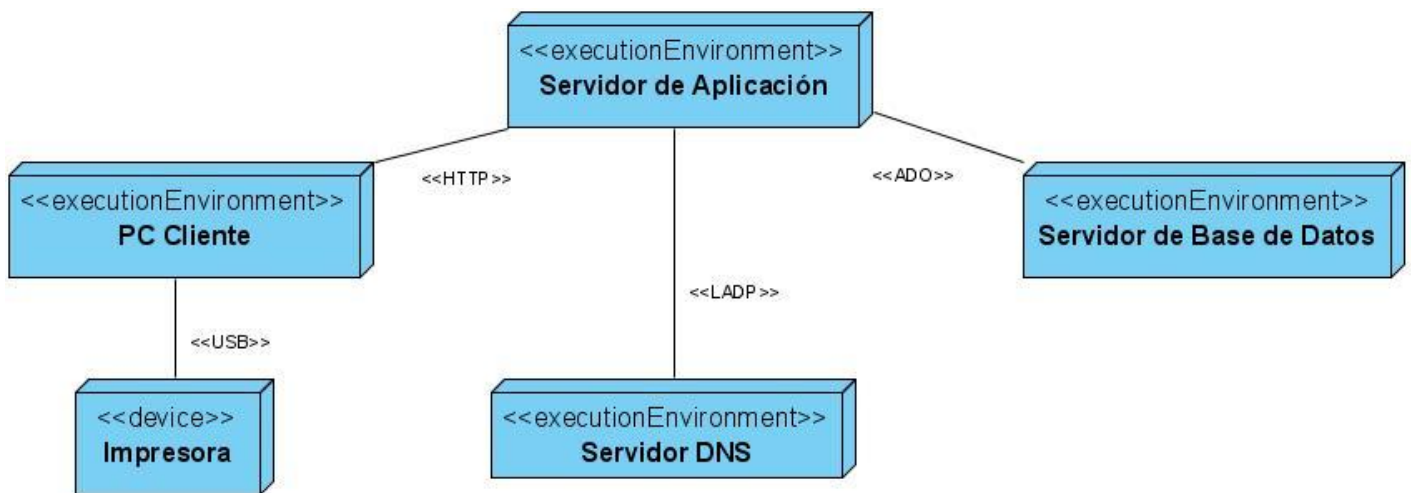 <<executionEnvironment>>
Servidor de Aplicación
<<HTTP>>
<<ADO>>
<<executionEnvironment>>
PC Cliente
<<executionEnvironment>>
Servidor de Base de Datos
<<LADP>>
<<USB>>
<<device>>
Impresora
<<executionEnvironment>>
Servidor DNS